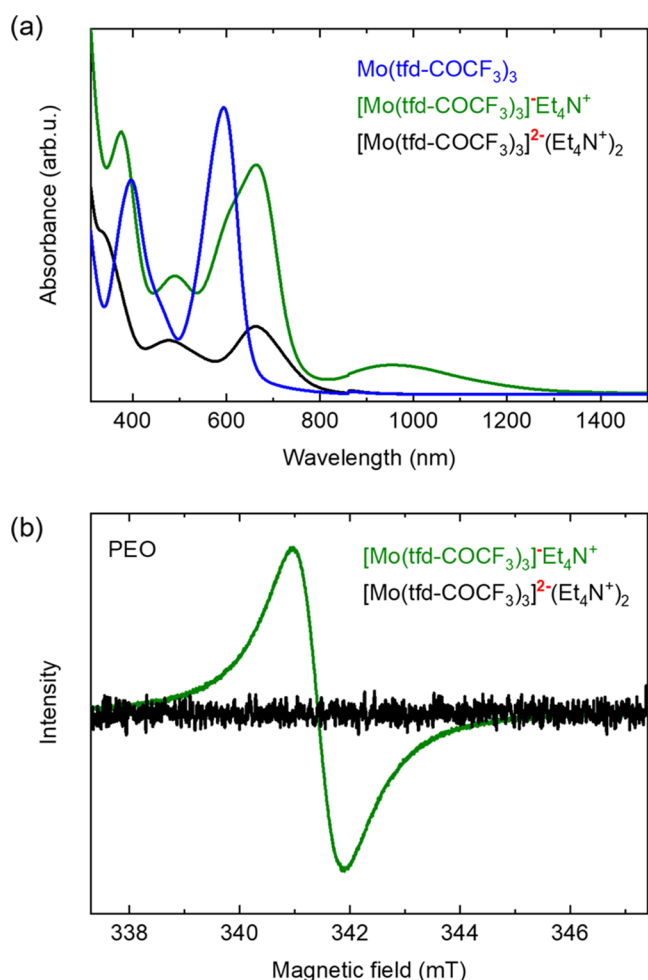 (a)
Mo(tfd-COCF₃)₃
[Mo(tfd-COCF₃)₃]⁻Et₄N⁺
[Mo(tfd-COCF₃)₃]²⁻(Et₄N⁺)₂
Absorbance (arb.u.)
400 600 800 1000 1200 1400
Wavelength (nm)
(b)
PEO
[Mo(tfd-COCF₃)₃]⁻Et₄N⁺
[Mo(tfd-COCF₃)₃]²⁻(Et₄N⁺)₂
Intensity
338 340 342 344 346
Magnetic field (mT)